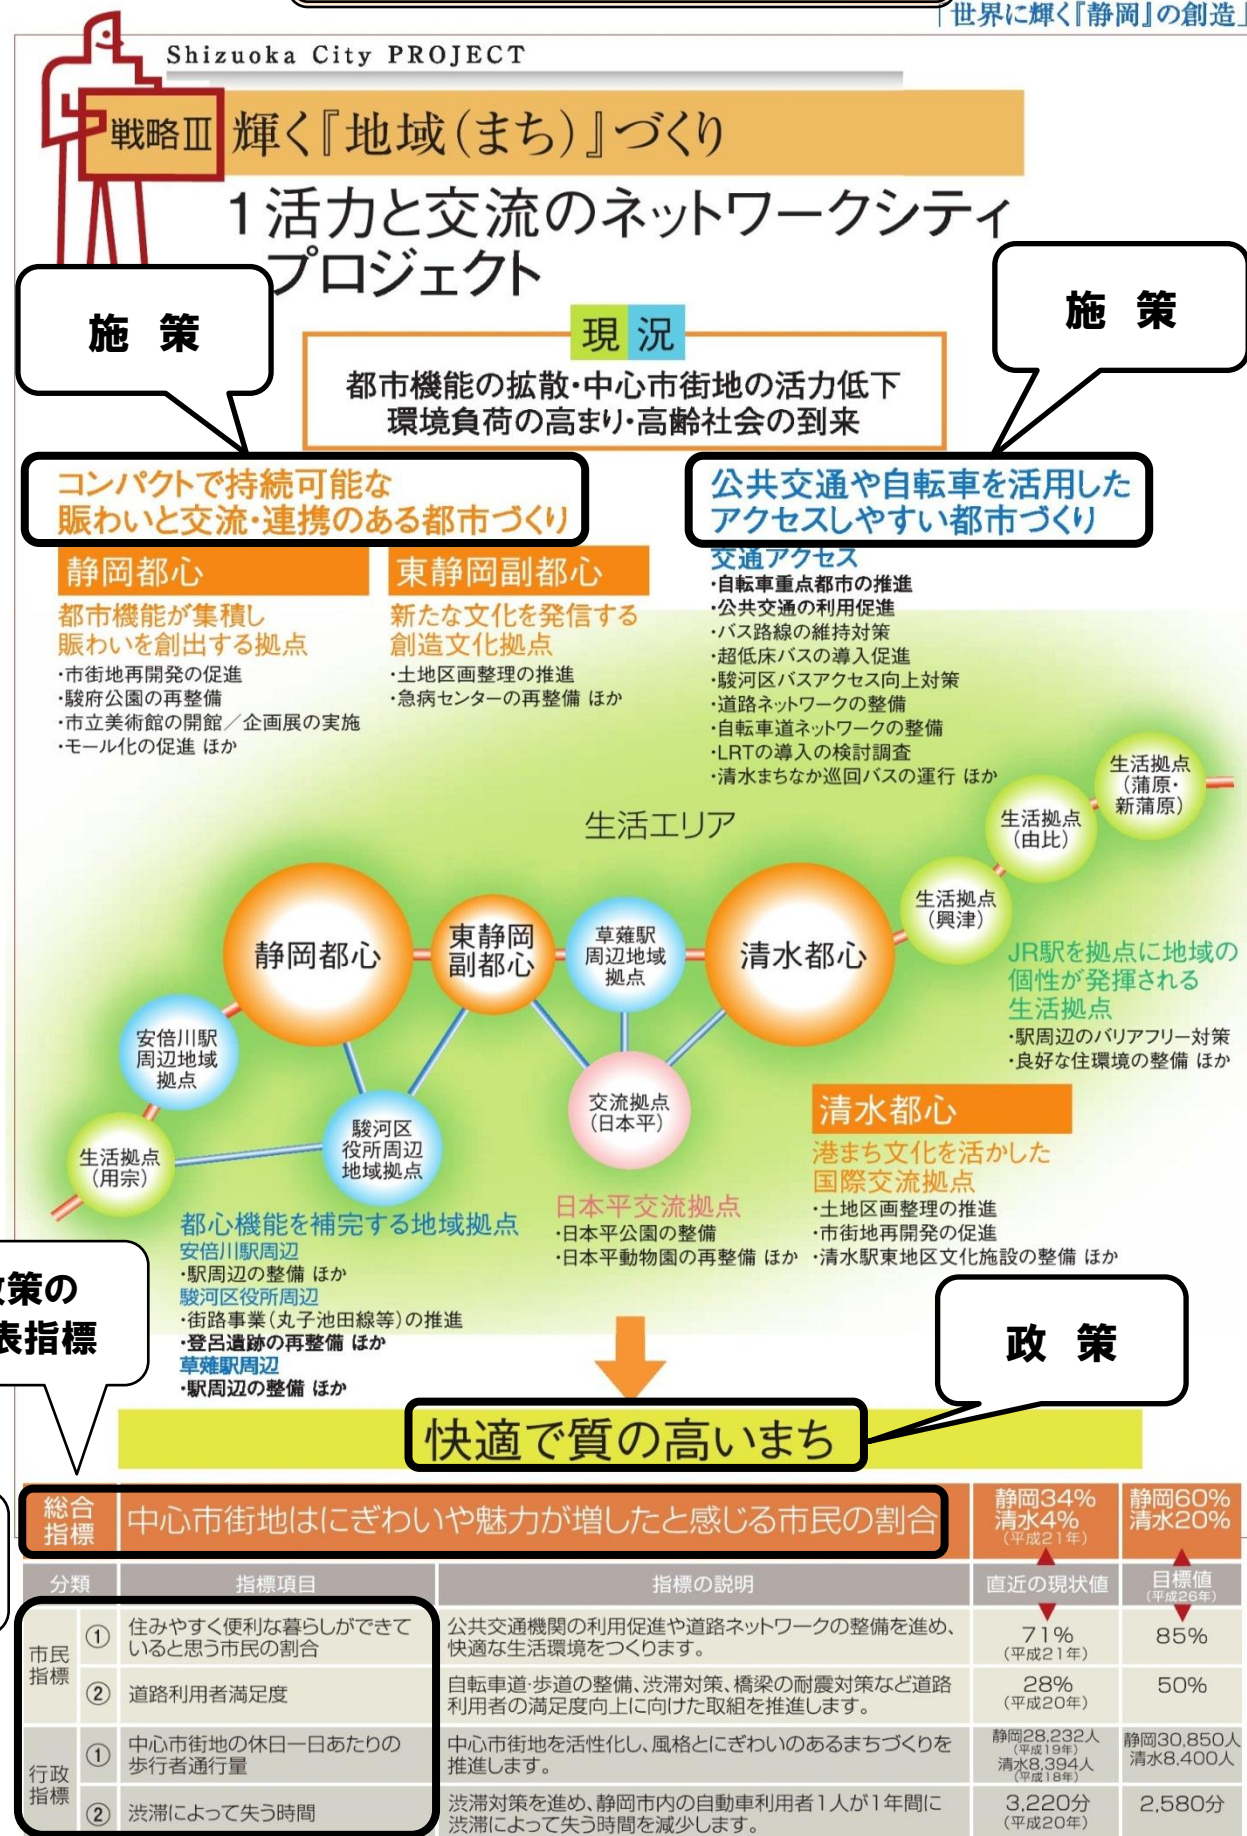 「世界に輝く『静岡』の創造」
Shizuoka City PROJECT
戦略Ⅲ
輝く『地域(まち)』づくり
1活力と交流のネットワークシティ
プロジェクト
施 策
施 策
現況
都市機能の拡散・中心市街地の活力低下
環境負荷の高まり・高齢社会の到来
コンパクトで持続可能な
賑わいと交流・連携のある都市づくり
公共交通や自転車を活用した
アクセスしやすい都市づくり
静岡都心
都市機能が集積し
賑わいを創出する拠点
・市街地再開発の促進
・駿府公園の再整備
・市立美術館の開館／企画展の実施
・モール化の促進 ほか
東静岡副都心
新たな文化を発信する
創造文化拠点
・土地区画整理の推進
・急病センターの再整備 ほか
交通アクセス
・自転車重点都市の推進
・公共交通の利用促進
・バス路線の維持対策
・超低床バスの導入促進
・駿河区バスアクセス向上対策
・道路ネットワークの整備
・自転車道ネットワークの整備
・LRTの導入の検討調査
・清水まちなか巡回バスの運行 ほか
生活エリア
生活拠点
(蒲原・
新蒲原)
生活拠点
(由比)
生活拠点
(興津)
静岡都心
東静岡
副都心
草薙駅
周辺地域
拠点
清水都心
安倍川駅
周辺地域
拠点
生活拠点
(用宗)
駿河区
役所周辺
地域拠点
交流拠点
(日本平)
JR駅を拠点に地域の
個性が発揮される
生活拠点
・駅周辺のバリアフリー対策
・良好な住環境の整備 ほか
清水都心
港まち文化を活かした
国際交流拠点
・土地区画整理の推進
・市街地再開発の促進
・清水駅東地区文化施設の整備 ほか
日本平交流拠点
・日本平公園の整備
・日本平動物園の再整備 ほか
都心機能を補完する地域拠点
安倍川駅周辺
・駅周辺の整備 ほか
駿河区役所周辺
・街路事業(丸子池田線等)の推進
・登呂遺跡の再整備 ほか
草薙駅周辺
・駅周辺の整備 ほか
策の
表指標
政 策
快適で質の高いまち
総合
指標
中心市街地はにぎわいや魅力が増したと感じる市民の割合
静岡34%
清水4%
(平成21年)
静岡60%
清水20%
分類 指標項目 指標の説明 直近の現状値 目標値
(平成26年)
市民
指標
① 住みやすく便利な暮らしができて
いると思う市民の割合
公共交通機関の利用促進や道路ネットワークの整備を進め、
快適な生活環境をつくります。
71%
(平成21年)
85%
② 道路利用者満足度
自転車道・歩道の整備、渋滞対策、橋梁の耐震対策など道路
利用者の満足度向上に向けた取組を推進します。
28%
(平成20年)
50%
行政
指標
① 中心市街地の休日一日あたりの
歩行者通行量
中心市街地を活性化し、風格とにぎわいのあるまちづくりを
推進します。
静岡28,232人
(平成19年)
清水8,394人
(平成18年)
静岡30,850人
清水8,400人
② 渋滞によって失う時間
渋滞対策を進め、静岡市内の自動車利用者1人が1年間に
渋滞によって失う時間を減少します。
3,220分
(平成20年)
2,580分